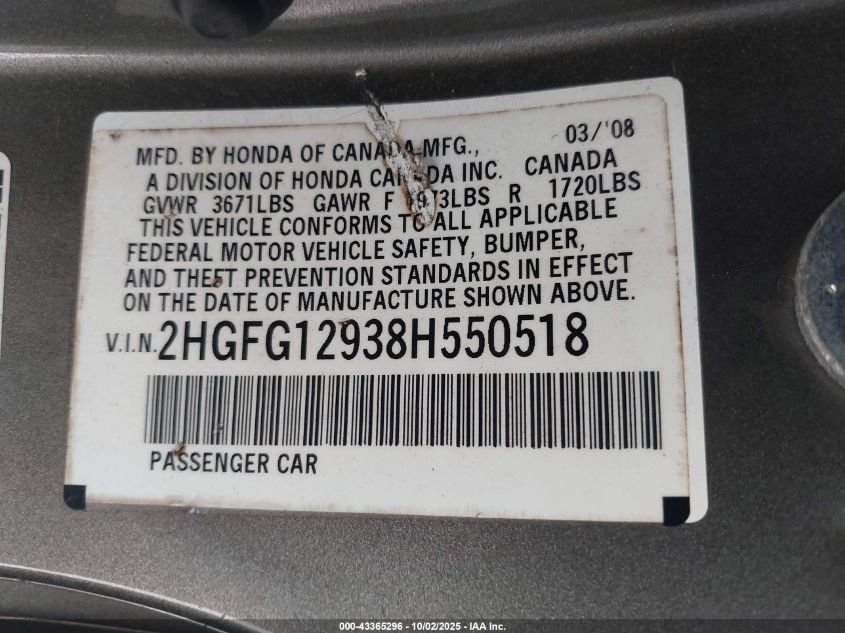 03/'08
MFD. BY HONDA OF CANADA MFG.,
A DIVISION OF HONDA CANADA INC. CANADA
GVWR 3671LBS GAWR F R 1720LBS
THIS VEHICLE CONFORMS TO ALL APPLICABLE
FEDERAL MOTOR VEHICLE SAFETY, BUMPER,
AND THEFT PREVENTION STANDARDS IN EFFECT
ON THE DATE OF MANUFACTURE SHOWN ABOVE.
V.I.N. 2HGFG12938H550518
PASSENGER CAR
000-43365296 - 10/02/2025 - IAA Inc.